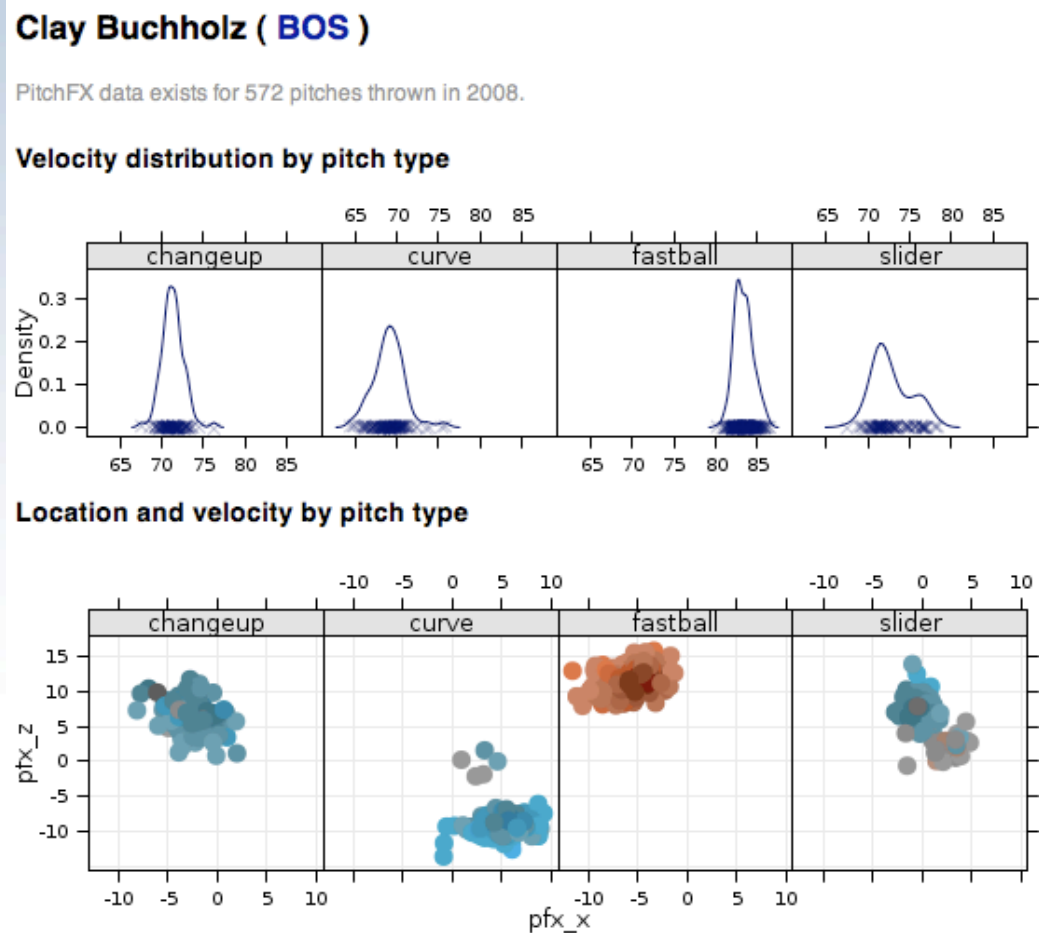 Clay Buchholz ( BOS )
PitchFX data exists for 572 pitches thrown in 2008.
Velocity distribution by pitch type
65 70 75 80 85 65 70 75 80 85
changeup curve fastball slider
Density
0.3
0.2
0.1
0.0
65 70 75 80 85 65 70 75 80 85
Location and velocity by pitch type
-10 -5 0 5 10 -10 -5 0 5 10
changeup curve fastball slider
pfx_z
15
10
5
0
-5
-10
-10 -5 0 5 10 -10 -5 0 5 10
pfx_x